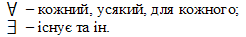 ∀ – кожний, усякий, для кожного;
∃ – існує та ін.